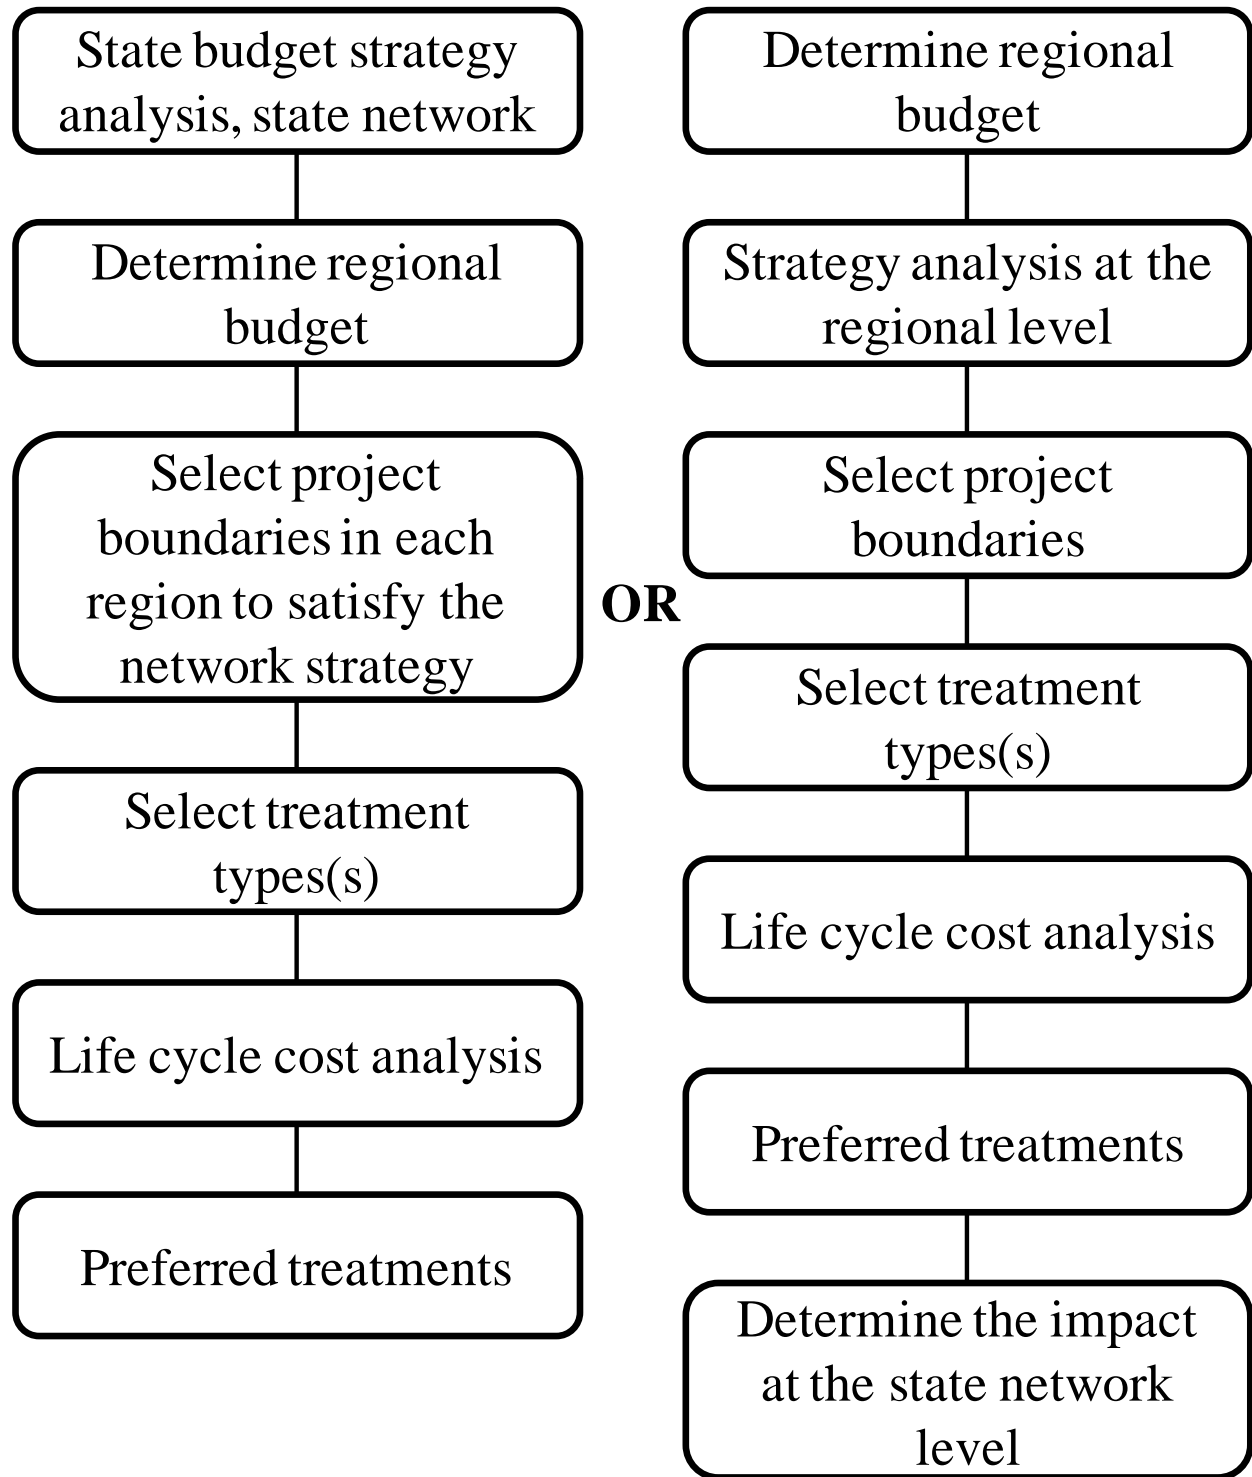 State budget strategy
analysis, state network
Determine regional
budget
Select project
boundaries in each
region to satisfy the
network strategy
Select treatment
types(s)
Life cycle cost analysis
Preferred treatments
OR
Determine regional
budget
Strategy analysis at the
regional level
Select project
boundaries
Select treatment
types(s)
Life cycle cost analysis
Preferred treatments
Determine the impact
at the state network
level